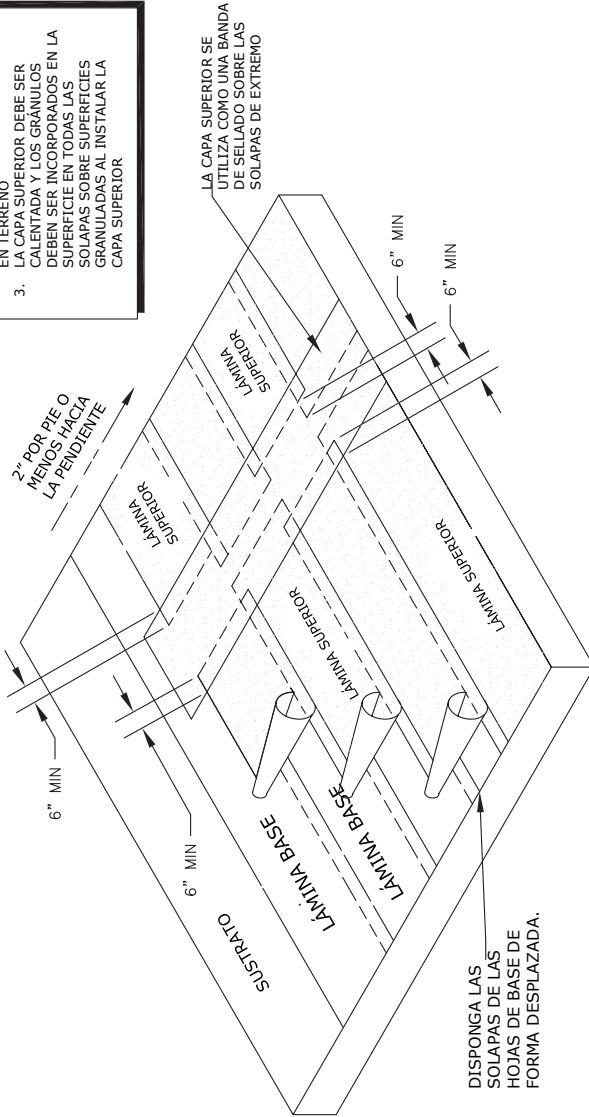 EN TERRENO
3. LA CAPA SUPERIOR DEBE SER
CALENTADA Y LOS GRÁNULOS
DEBEN SER INCORPORADOS EN LA
SUPERFICIE EN TODAS LAS
SOLAPAS SOBRE SUPERFICIES
GRANULADAS AL INSTALAR LA
CAPA SUPERIOR
LA CAPA SUPERIOR SE
UTILIZA COMO UNA BANDA
DE SELLADO SOBRE LAS
SOLAPAS DE EXTREMO
2" POR PIE O
MENOS HACIA
LA PENDIENTE
6" MIN
6" MIN
6" MIN
6" MIN
LÁMINA
SUPERIOR
LÁMINA
SUPERIOR
LÁMINA SUPERIOR
LÁMINA SUPERIOR
SUSTRATO
LÁMINA BASE
LÁMINA BASE
DISPONGA LAS
SOLAPAS DE LAS
HOJAS DE BASE DE
FORMA DESPLAZADA.